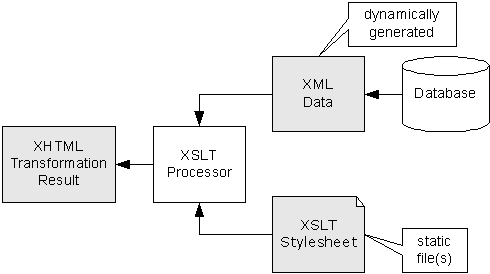 dynamically
generated
XML
Data
Database
XHTML
Transformation
Result
XSLT
Processor
XSLT
Stylesheet
static
file(s)